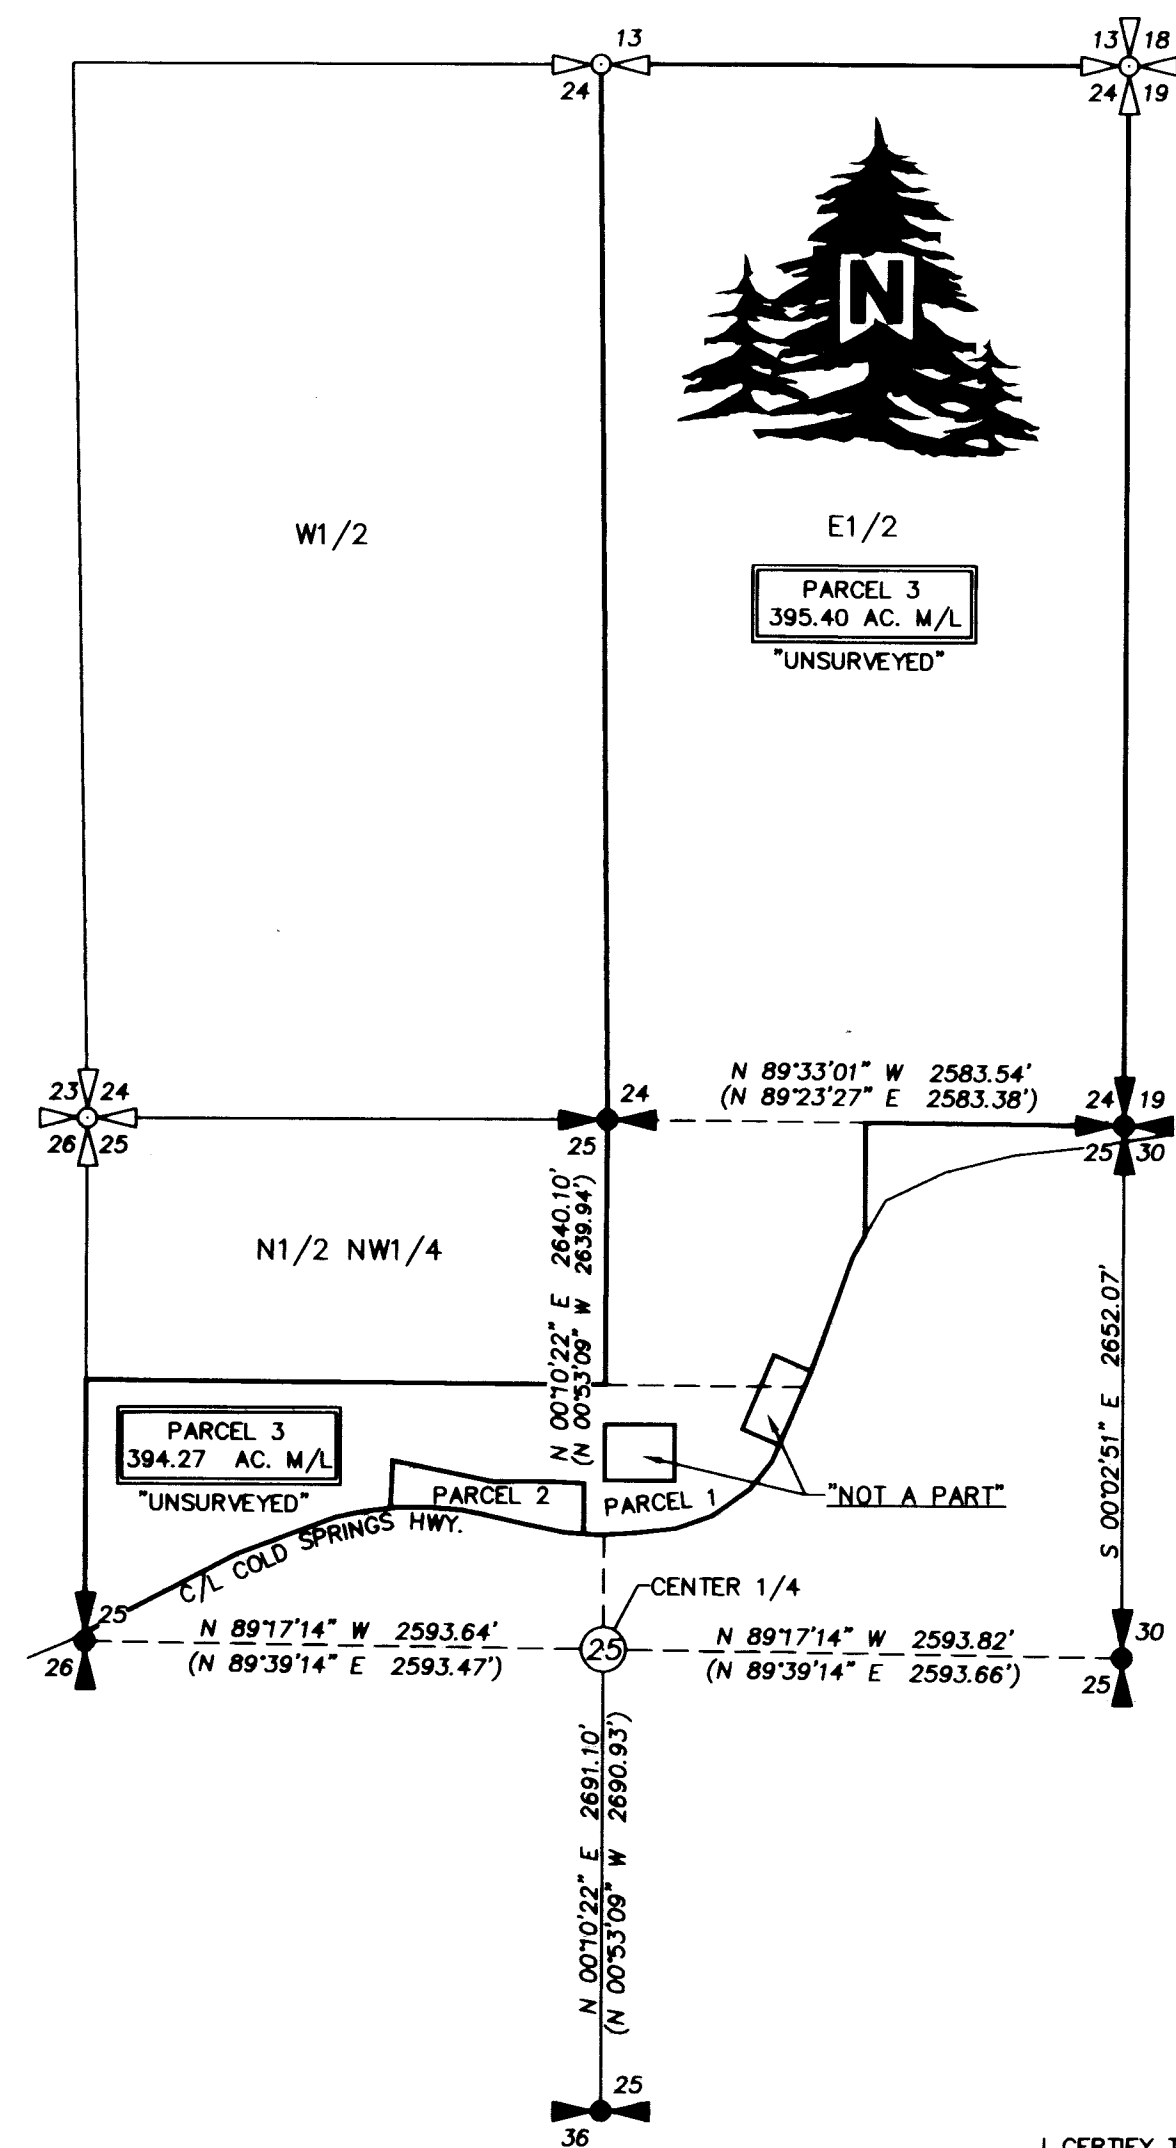 13
24
13 18
24 19
N
W1/2
E1/2
PARCEL 3
395.40 AC. M/L
"UNSURVEYED"
N 89°33'01" W 2583.54'
(N 89°23'27" E 2583.38')
23 24
26 25
24
25
24 19
25 30
N1/2 NW1/4
N 00°10'22" E 2640.10'
(N 00°53'09" W 2639.94')
S 00°02'51" E 2652.07'
PARCEL 3
394.27 AC. M/L
"UNSURVEYED"
PARCEL 2
PARCEL 1
"NOT A PART"
C/L COLD SPRINGS HWY.
CENTER 1/4
25
26
N 89°17'14" W 2593.64'
(N 89°39'14" E 2593.47')
25
N 89°17'14" W 2593.82'
(N 89°39'14" E 2593.66')
30
25
N 00°10'22" E 2691.10'
(N 00°53'09" W 2690.93')
25
36